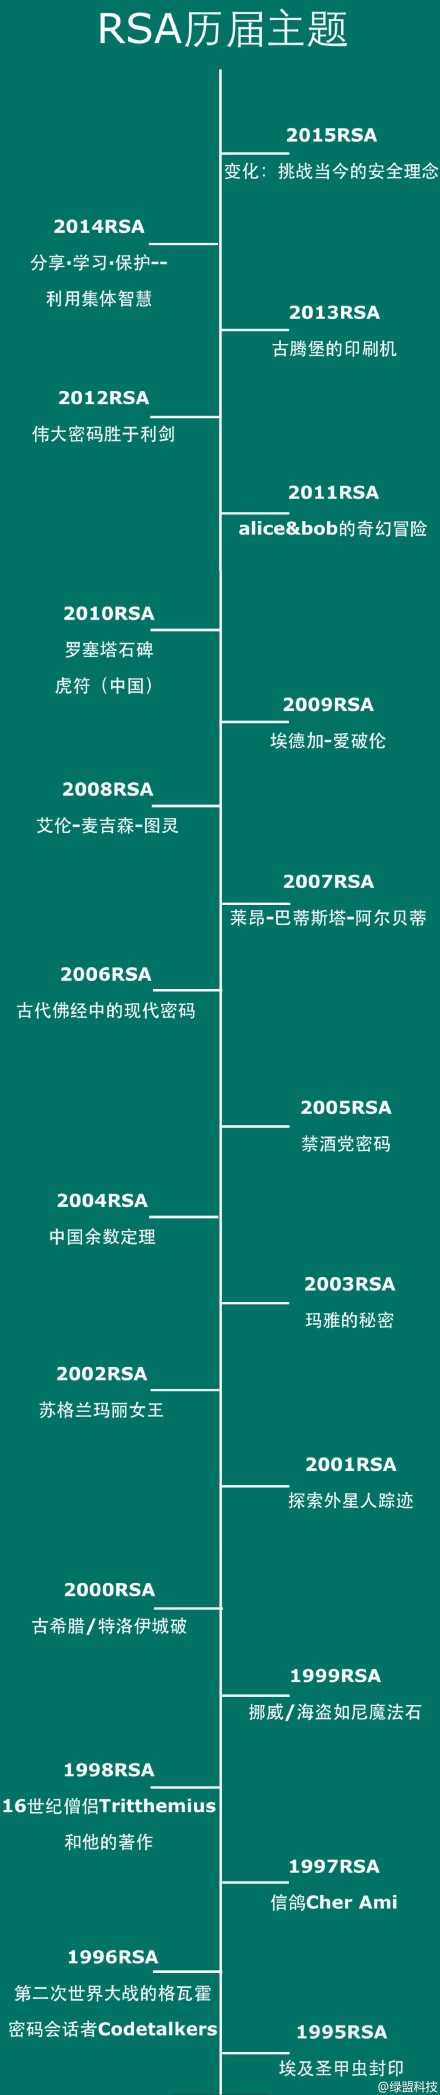 RSA历届主题
2015RSA
变化：挑战当今的安全理念
2014RSA
分享·学习·保护--
利用集体智慧
2013RSA
古腾堡的印刷机
2012RSA
伟大密码胜于利剑
2011RSA
alice&bob的奇幻冒险
2010RSA
罗塞塔石碑
虎符（中国）
2009RSA
埃德加-爱破伦
2008RSA
艾伦-麦吉森-图灵
2007RSA
莱昂-巴蒂斯塔-阿尔贝蒂
2006RSA
古代佛经中的现代密码
2005RSA
禁酒党密码
2004RSA
中国余数定理
2003RSA
玛雅的秘密
2002RSA
苏格兰玛丽女王
2001RSA
探索外星人踪迹
2000RSA
古希腊/特洛伊城破
1999RSA
挪威/海盗如尼魔法石
1998RSA
16世纪僧侣Tritthemius
和他的著作
1997RSA
信鸽Cher Ami
1996RSA
第二次世界大战的格瓦霍
密码会话者Codetalkers
1995RSA
埃及圣甲虫封印
@绿盟科技